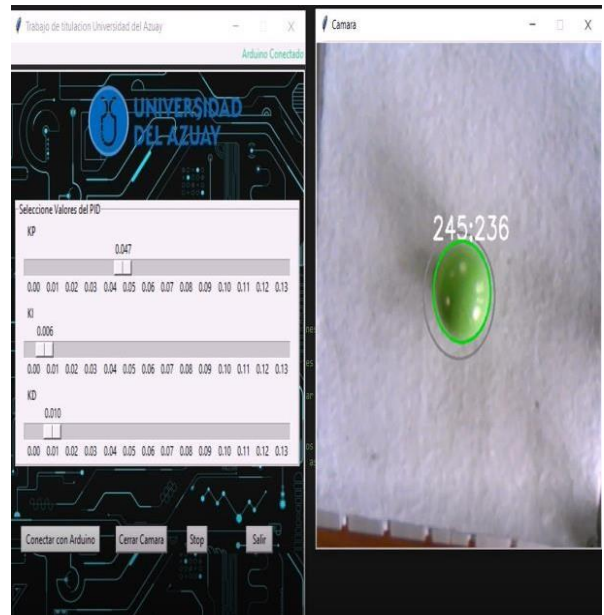 Trabajo de titulacion Universidad del Azuay
Arduino Conectado
UNIVERSIDAD
DEL AZUAY
Seleccione Valores del PID
KP
0.047
0.00 0.01 0.02 0.03 0.04 0.05 0.06 0.07 0.08 0.09 0.10 0.11 0.12 0.13
KI
0.006
0.00 0.01 0.02 0.03 0.04 0.05 0.06 0.07 0.08 0.09 0.10 0.11 0.12 0.13
KD
0.010
0.00 0.01 0.02 0.03 0.04 0.05 0.06 0.07 0.08 0.09 0.10 0.11 0.12 0.13
Conectar con Arduino
Cerrar Camara
Stop
Salir
Camara
245;236